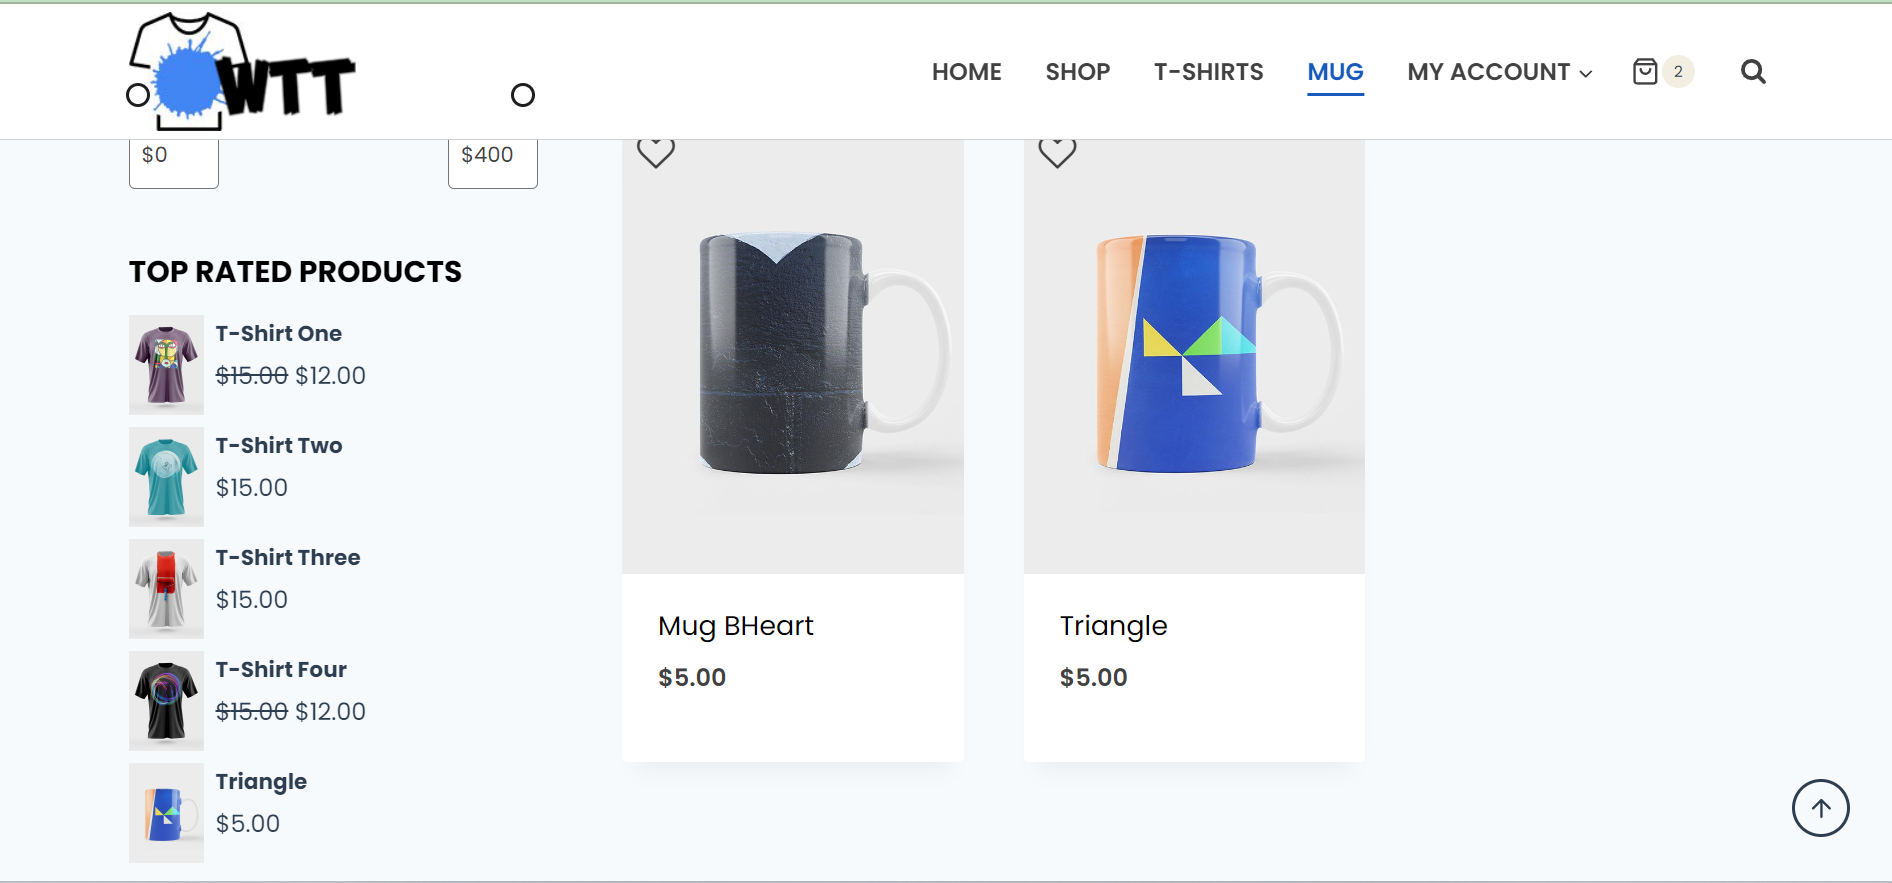 WTT
HOME SHOP T-SHIRTS MUG MY ACCOUNT 2
$0 $400
TOP RATED PRODUCTS
T-Shirt One
$15.00 $12.00
T-Shirt Two
$15.00
T-Shirt Three
$15.00
T-Shirt Four
$15.00 $12.00
Triangle
$5.00
Mug BHeart
$5.00
Triangle
$5.00